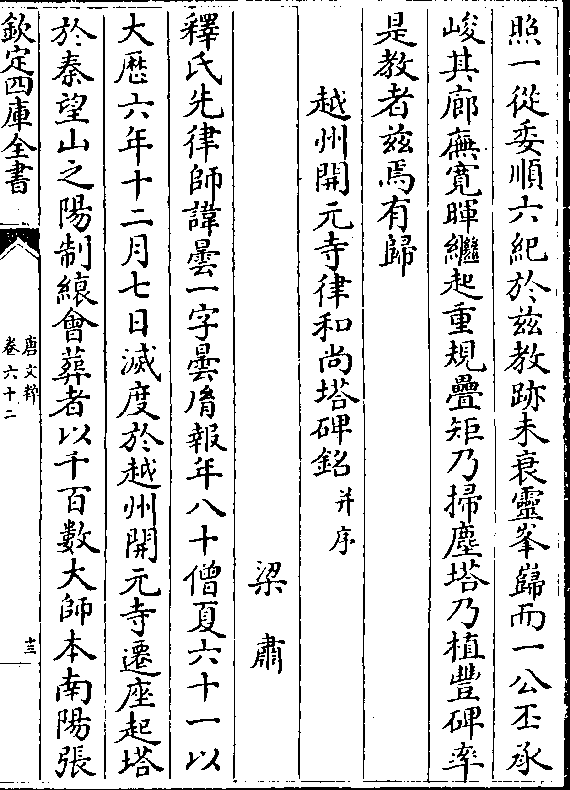 照一從委順六紀於兹教跡未衰靈峯巋而一公丕承
峻其廊廡寛暉繼起重規疊矩乃掃塵塔乃植豐碑率
是教者兹焉有歸
越州開元寺律和尚塔碑銘并序
梁肅
釋氏先律師諱曇一字曇胤報年八十僧夏六十一以
大厯六年十二月七日滅度於越州開元寺遷座起塔
於秦望山之陽制縗會葬者以千百數大師本南陽張
欽定四庫全書
唐文粹
卷六十二
十三